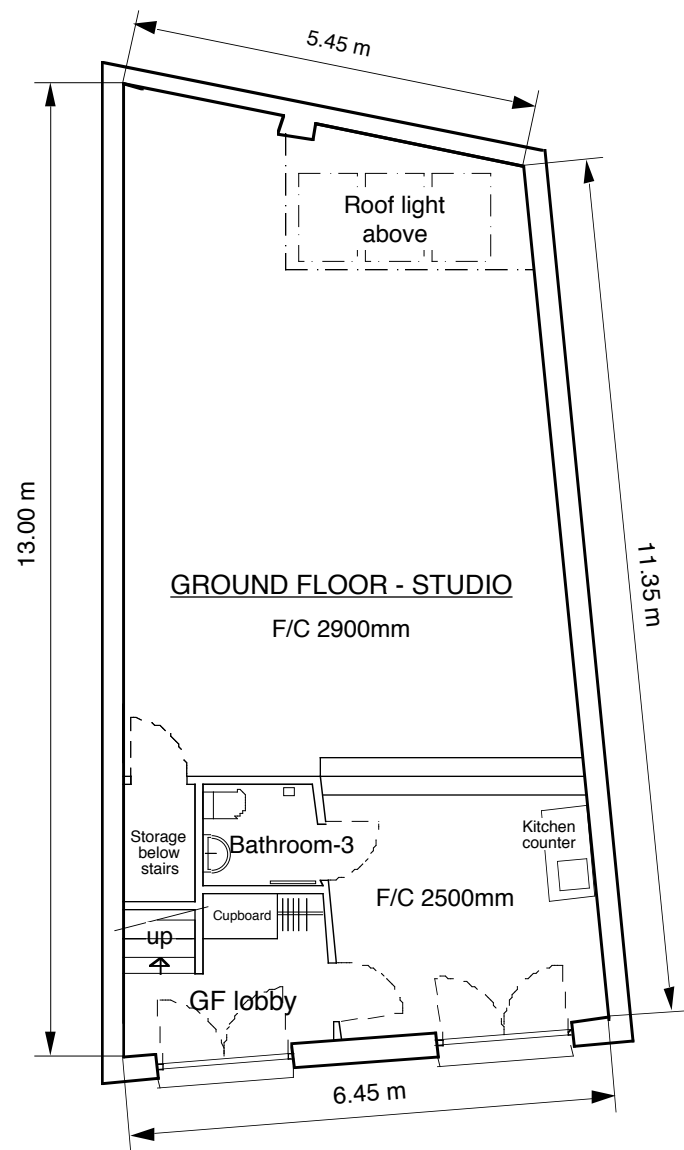 5.45 m
Roof light
above
13.00 m
11.35 m
GROUND FLOOR - STUDIO
F/C 2900mm
Storage
below
stairs
Bathroom-3
Kitchen
counter
F/C 2500mm
Cupboard
up
GF lobby
6.45 m